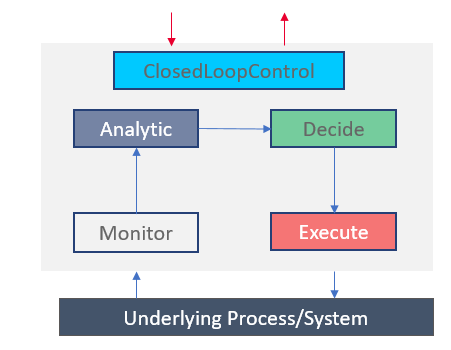 ClosedLoopControl
Analytic
Decide
Monitor
Execute
Underlying Process/System